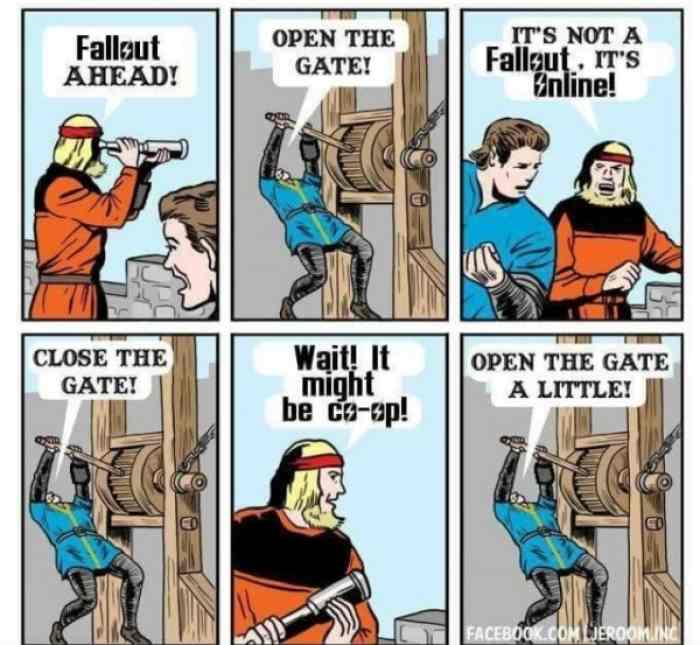 Fallout
AHEAD!
OPEN THE
GATE!
IT'S NOT A
Fallout, IT'S
Online!
CLOSE THE
GATE!
Wait! It
might
be co-op!
OPEN THE GATE
A LITTLE!
FACEBOOK.COM/JEROOM.INC